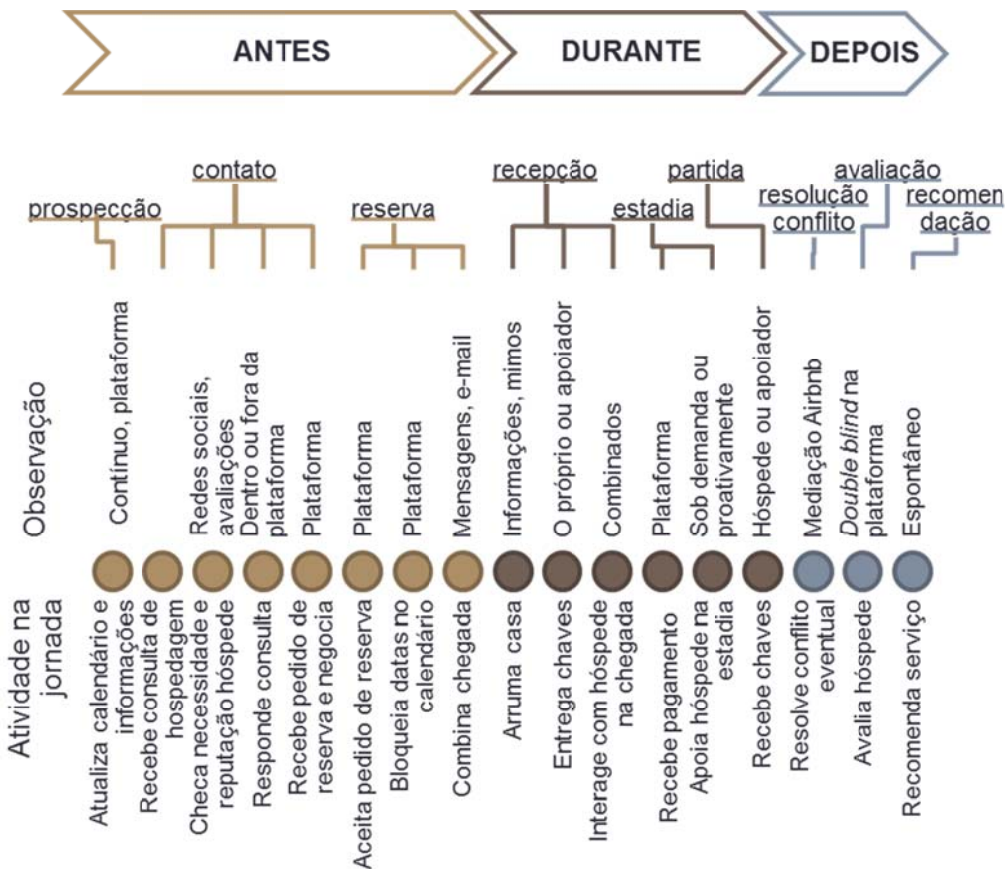 ANTES
DURANTE
DEPOIS
contato
recepção
partida
avaliação
prospecção
reserva
estadia
resolução
conflito
recomen
dação
Observação
Contínuo, plataforma
Redes sociais,
avaliações
Dentro ou fora da
plataforma
Plataforma
Plataforma
Plataforma
Mensagens, e-mail
Informações, mimos
O próprio ou apoiador
Combinados
Plataforma
Sob demanda ou
proativamente
Hóspede ou apoiador
Mediação Airbnb
Double blind na
plataforma
Espontâneo
Atividade na
jornada
Atualiza calendário e
informações
Recebe consulta de
hospedagem
Checa necessidade e
reputação hóspede
Responde consulta
Recebe pedido de
reserva e negocia
Aceita pedido de reserva
Bloqueia datas no
calendário
Combina chegada
Arruma casa
Entrega chaves
Interage com hóspede
na chegada
Recebe pagamento
Apoia hóspede na
estadia
Recebe chaves
Resolve conflito
eventual
Avalia hóspede
Recomenda serviço